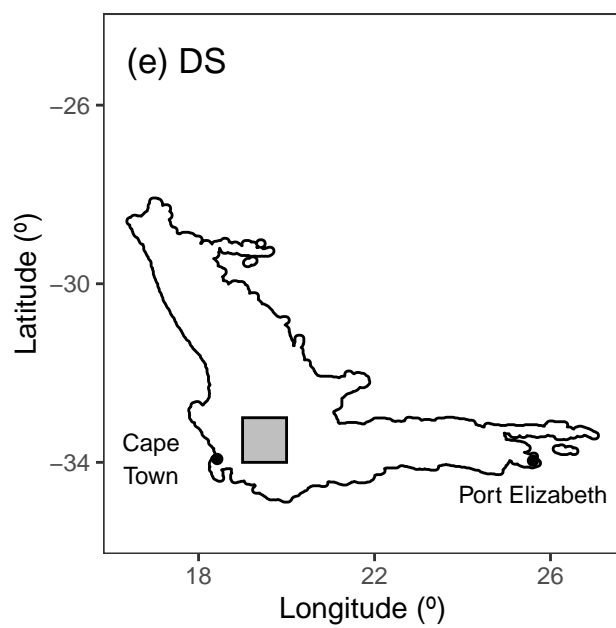 (e) DS
−26
−30
−34
Latitude (º)
Cape
Town
Port Elizabeth
18
22
26
Longitude (º)